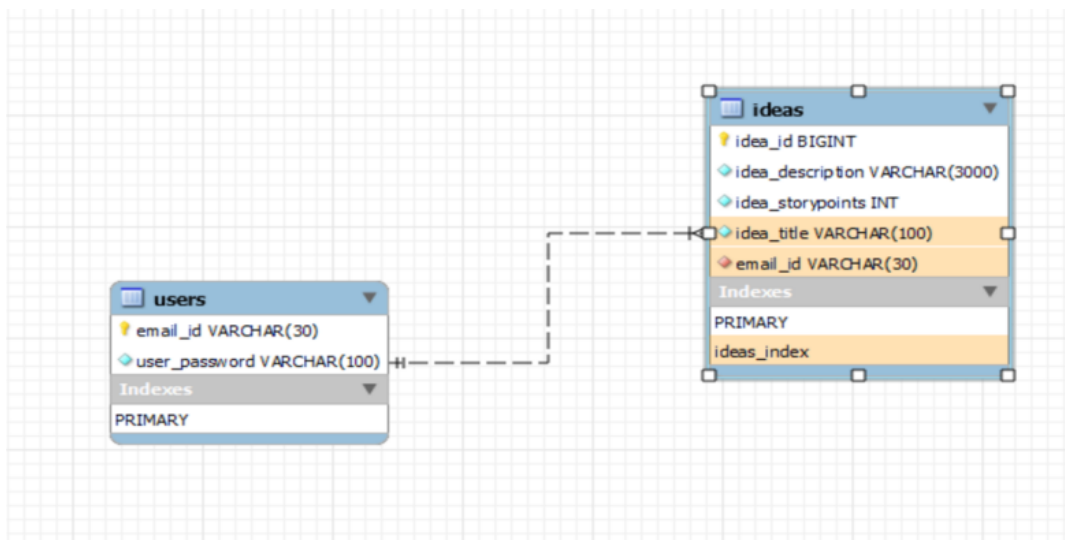 ideas
idea_id BIGINT
idea_description VARCHAR(3000)
idea_storypoints INT
idea_title VARCHAR(100)
email_id VARCHAR(30)
Indexes
PRIMARY
ideas_index
users
email_id VARCHAR(30)
user_password VARCHAR(100)
Indexes
PRIMARY